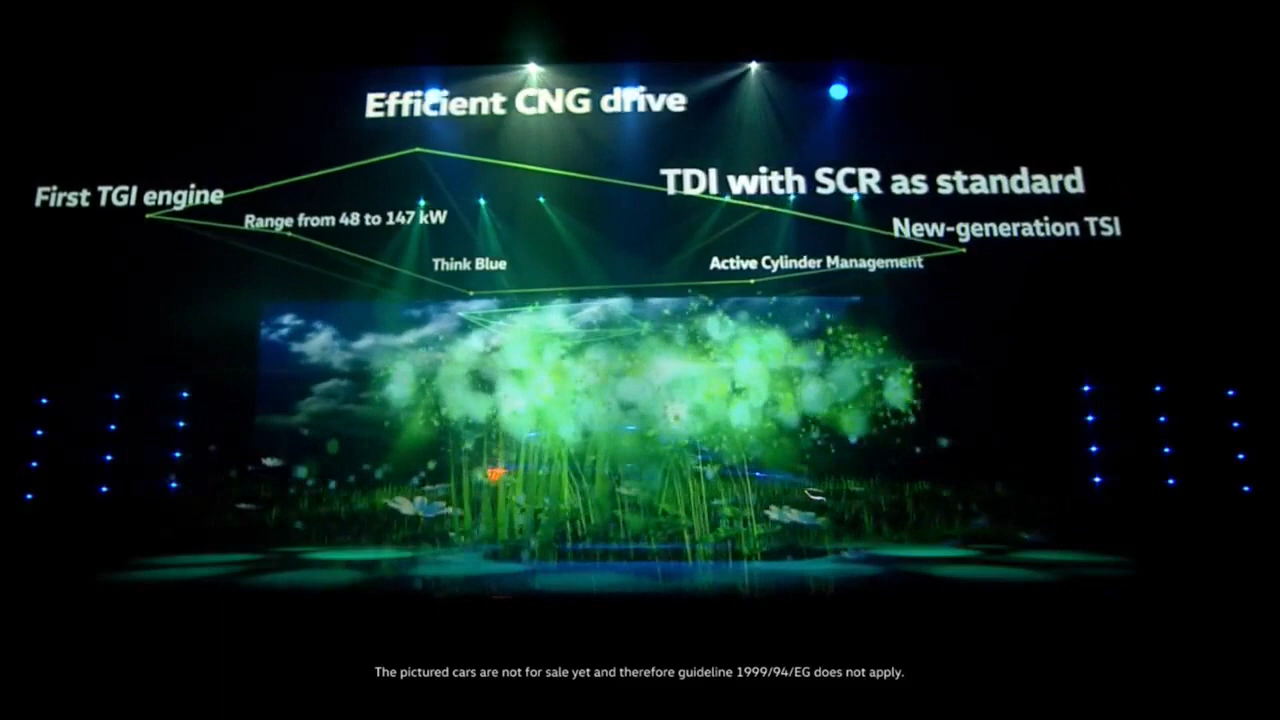 Efficient CNG drive
TDI with SCR as standard
First TGI engine
Range from 48 to 147 kW
New-generation TSI
Think Blue
Active Cylinder Management
The pictured cars are not for sale yet and therefore guideline 1999/94/EG does not apply.